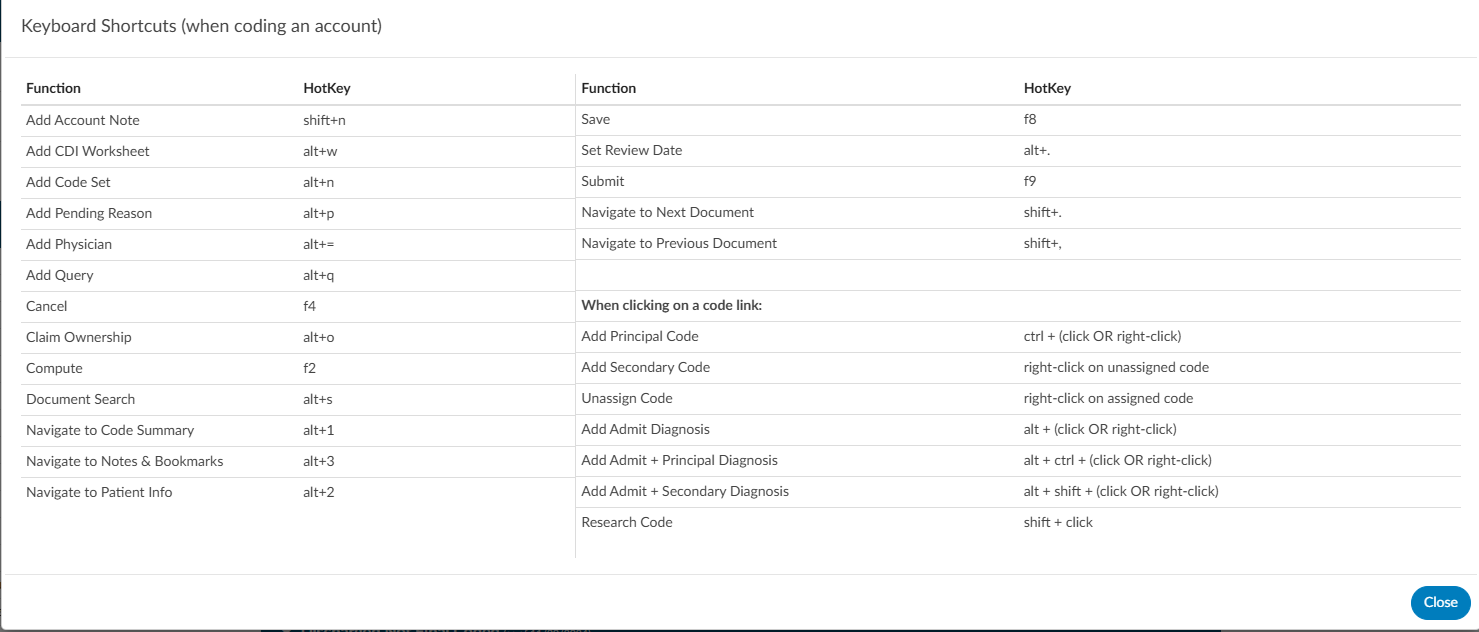 Keyboard Shortcuts (when coding an account)
Function HotKey
Add Account Note shift+n
Add CDI Worksheet alt+w
Add Code Set alt+n
Add Pending Reason alt+p
Add Physician alt+=
Add Query alt+q
Cancel f4
Claim Ownership alt+o
Compute f2
Document Search alt+s
Navigate to Code Summary alt+1
Navigate to Notes & Bookmarks alt+3
Navigate to Patient Info alt+2
Function HotKey
Save f8
Set Review Date alt+.
Submit f9
Navigate to Next Document shift+.
Navigate to Previous Document shift+,
When clicking on a code link:
Add Principal Code ctrl + (click OR right-click)
Add Secondary Code right-click on unassigned code
Unassign Code right-click on assigned code
Add Admit Diagnosis alt + (click OR right-click)
Add Admit + Principal Diagnosis alt + ctrl + (click OR right-click)
Add Admit + Secondary Diagnosis alt + shift + (click OR right-click)
Research Code shift + click
Close